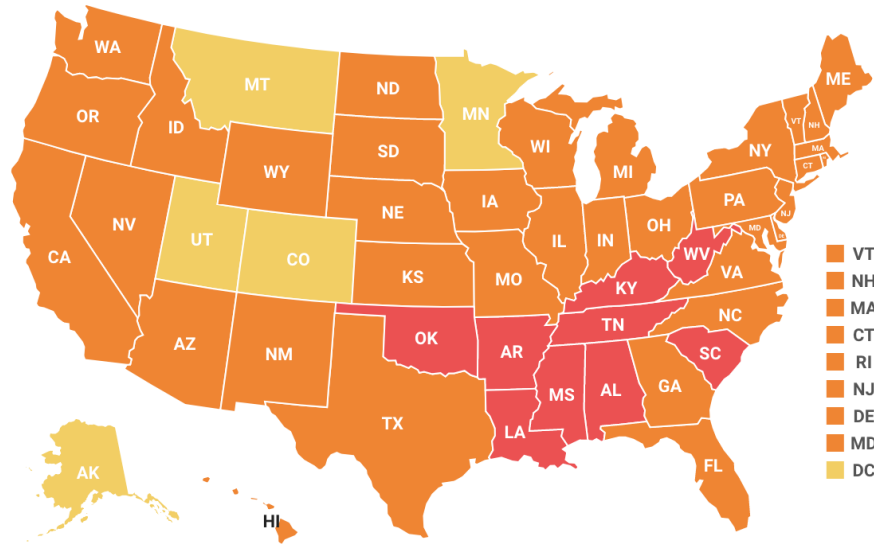 WA
MT
ND
MN
ME
OR
ID
SD
WI
VT
NH
WY
MI
NY
MA
CT
IA
NE
PA
NV
UT
CO
IL
IN
OH
NJ
MD
CA
KS
MO
WV
VA
KY
NC
TN
AZ
NM
OK
AR
SC
MS
AL
GA
TX
LA
FL
AK
HI
VT
NH
MA
CT
RI
NJ
DE
MD
DC